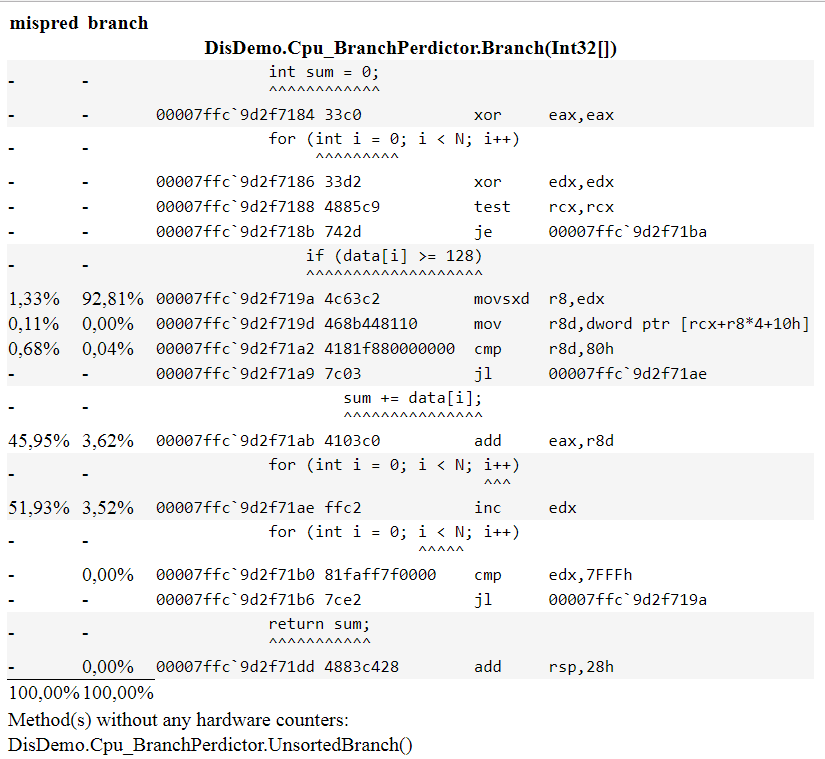 mispred branch
DisDemo.Cpu_BranchPerdictor.Branch(Int32[])
- - int sum = 0;
^^^^^^^^^^^^
- - 00007ffc`9d2f7184 33c0 xor eax,eax
- - for (int i = 0; i < N; i++)
^^^^^^^^^
- - 00007ffc`9d2f7186 33d2 xor edx,edx
- - 00007ffc`9d2f7188 4885c9 test rcx,rcx
- - 00007ffc`9d2f718b 742d je 00007ffc`9d2f71ba
- - if (data[i] >= 128)
^^^^^^^^^^^^^^^^^^^
1,33% 92,81% 00007ffc`9d2f719a 4c63c2 movsxd r8,edx
0,11% 0,00% 00007ffc`9d2f719d 468b448110 mov r8d,dword ptr [rcx+r8*4+10h]
0,68% 0,04% 00007ffc`9d2f71a2 4181f880000000 cmp r8d,80h
- - 00007ffc`9d2f71a9 7c03 jl 00007ffc`9d2f71ae
- - sum += data[i];
^^^^^^^^^^^^^^^
45,95% 3,62% 00007ffc`9d2f71ab 4103c0 add eax,r8d
- - for (int i = 0; i < N; i++)
^^^
51,93% 3,52% 00007ffc`9d2f71ae ffc2 inc edx
- - for (int i = 0; i < N; i++)
^^^^^
- 0,00% 00007ffc`9d2f71b0 81faff7f0000 cmp edx,7FFFh
- - 00007ffc`9d2f71b6 7ce2 jl 00007ffc`9d2f719a
- - return sum;
^^^^^^^^^^^
- 0,00% 00007ffc`9d2f71dd 4883c428 add rsp,28h
100,00% 100,00%
Method(s) without any hardware counters:
DisDemo.Cpu_BranchPerdictor.UnsortedBranch()